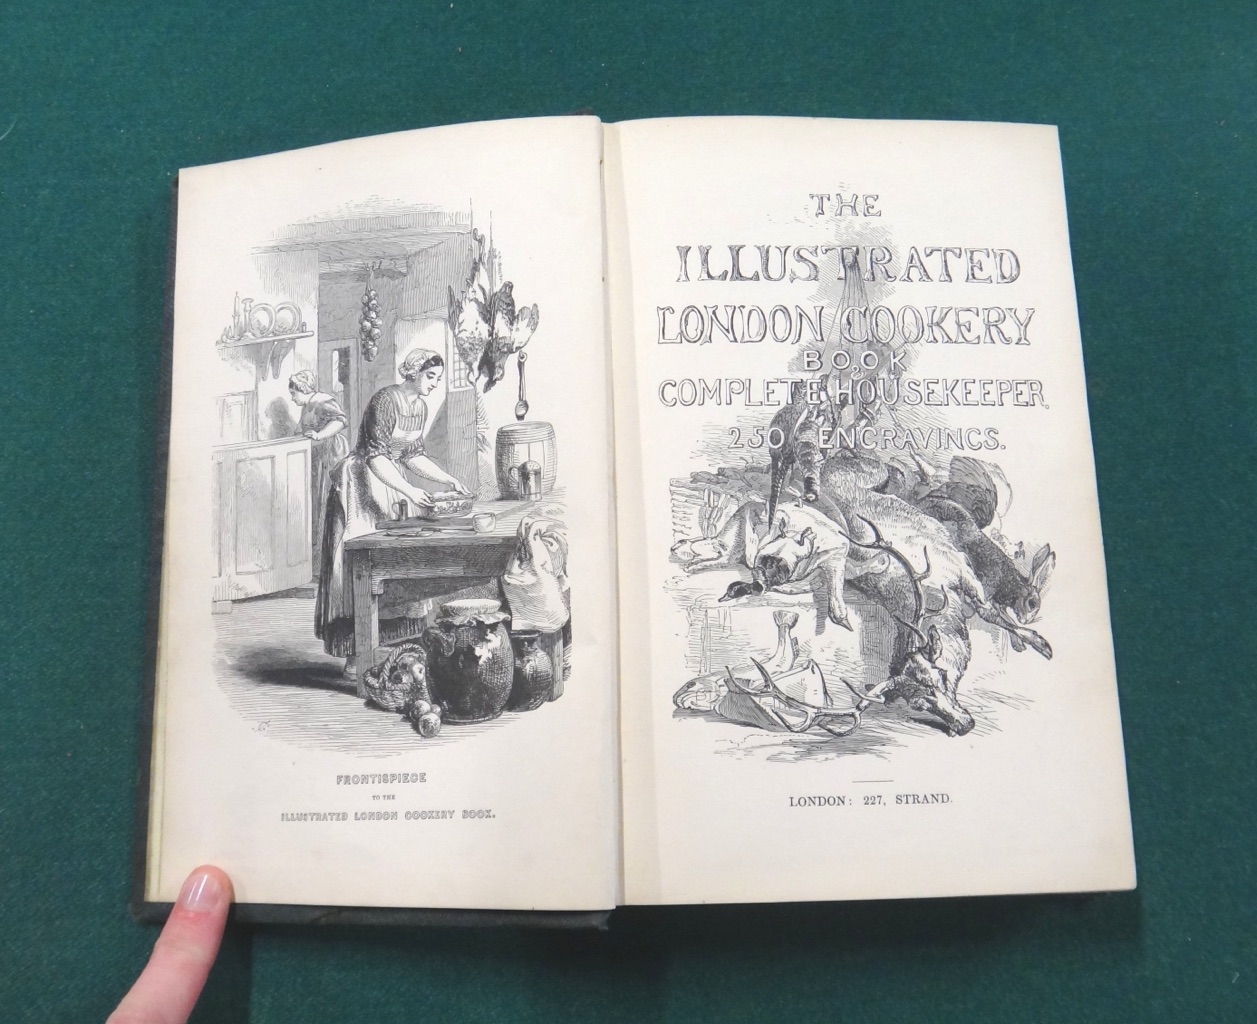 FRONTISPIECE
TO THE
ILLUSTRATED LONDON COOKERY BOOK.
THE
ILLUSTRATED
LONDON COOKERY
BOOK
&
COMPLETE HOUSEKEEPER.
250 ENGRAVINGS.
LONDON: 227, STRAND.